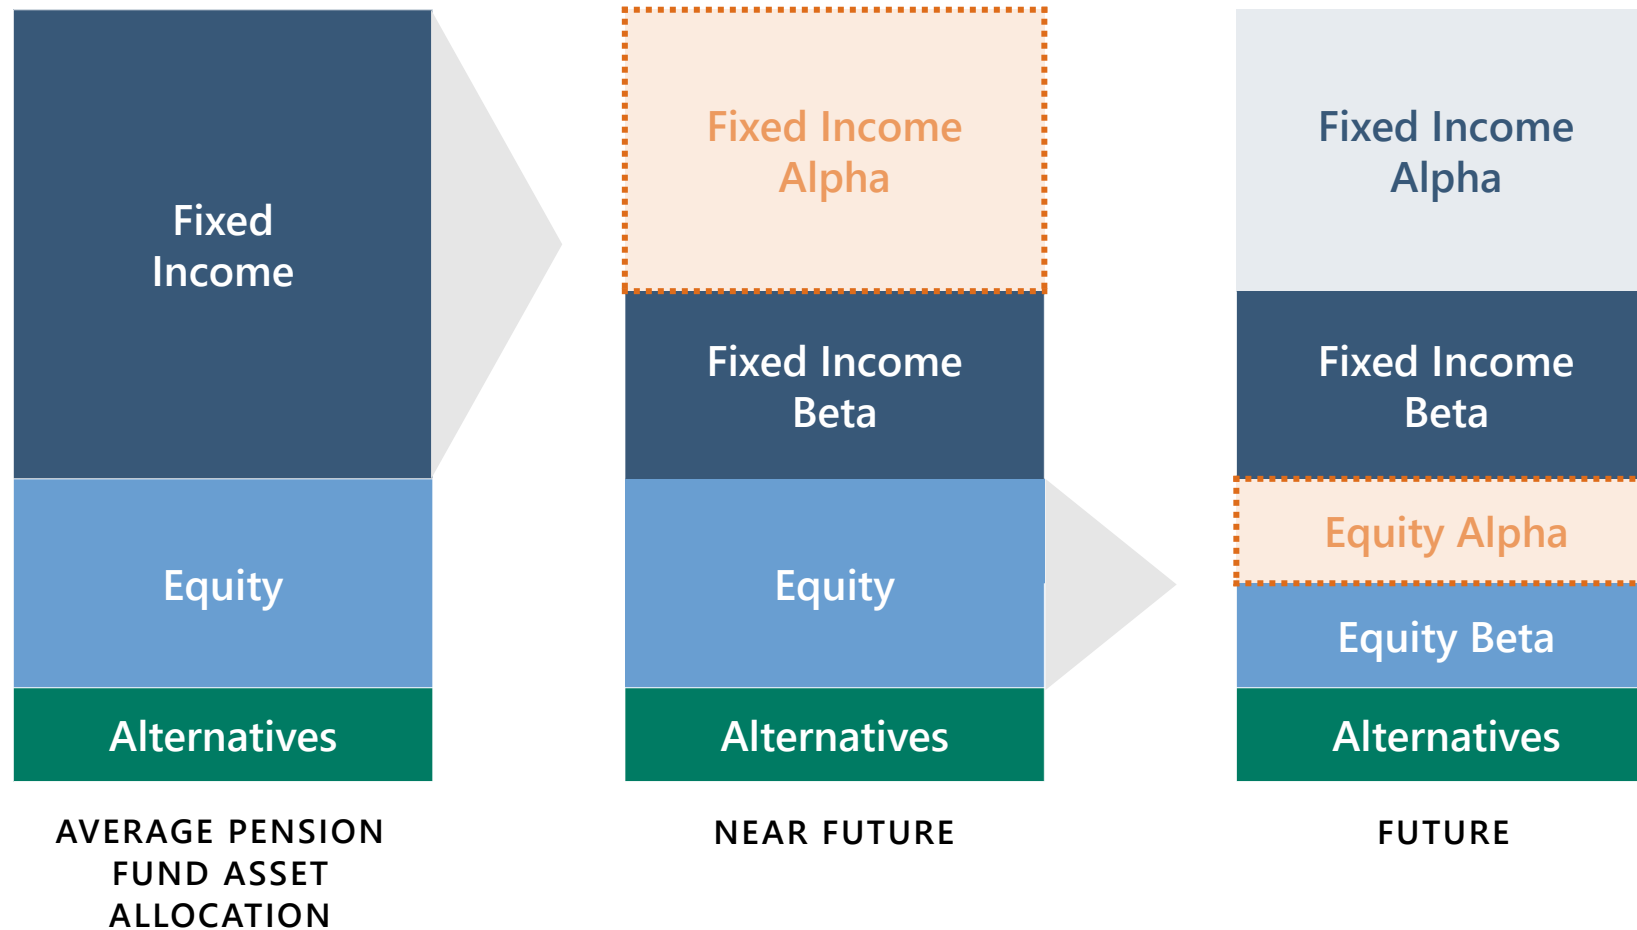 Fixed
Income
Equity
Alternatives
AVERAGE PENSION
FUND ASSET
ALLOCATION
Fixed Income
Alpha
Fixed Income
Beta
Equity
Alternatives
NEAR FUTURE
Fixed Income
Alpha
Fixed Income
Beta
Equity Alpha
Equity Beta
Alternatives
FUTURE